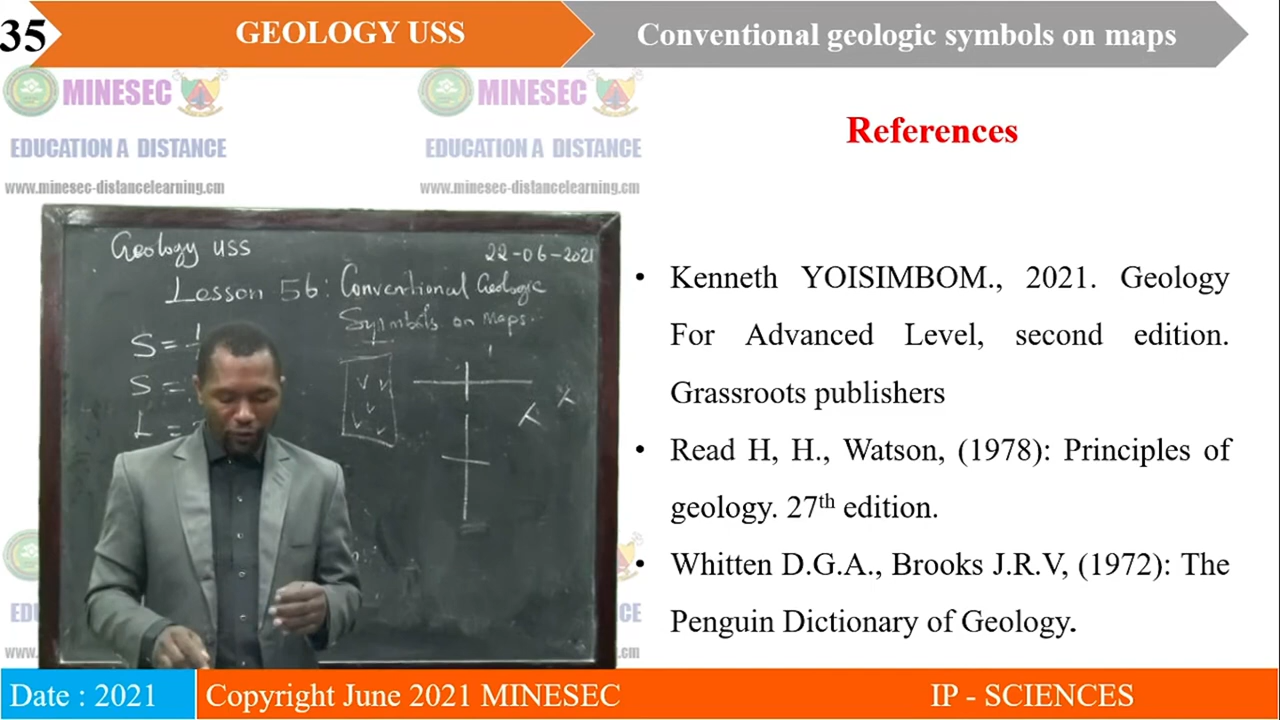 35
GEOLOGY USS
Conventional geologic symbols on maps
MINESEC
MINESEC
EDUCATION A DISTANCE
EDUCATION A DISTANCE
www.minesec-distancelearning.cm
www.minesec-distancelearning.cm
References
Geology USS
22-06-2021
Lesson 56: Conventional Geologic
Symbols on Maps
S =
S =
L =
• Kenneth YOISIMBOM., 2021. Geology
For Advanced Level, second edition.
Grassroots publishers
• Read H, H., Watson, (1978): Principles of
geology. 27th edition.
• Whitten D.G.A., Brooks J.R.V, (1972): The
Penguin Dictionary of Geology.
Date : 2021
Copyright June 2021 MINESEC
IP - SCIENCES